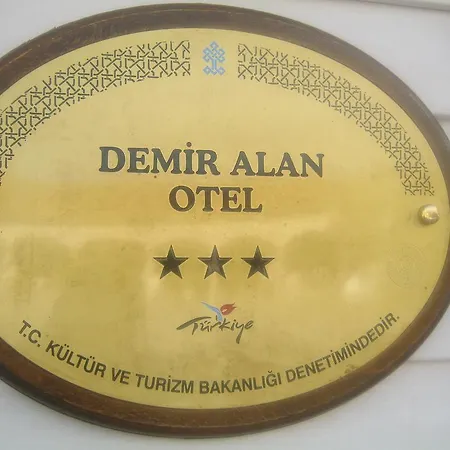 DEMİR ALAN
OTEL
Türkiye
T.C. KÜLTÜR VE TURİZM BAKANLIĞI DENETİMİNDEDİR.